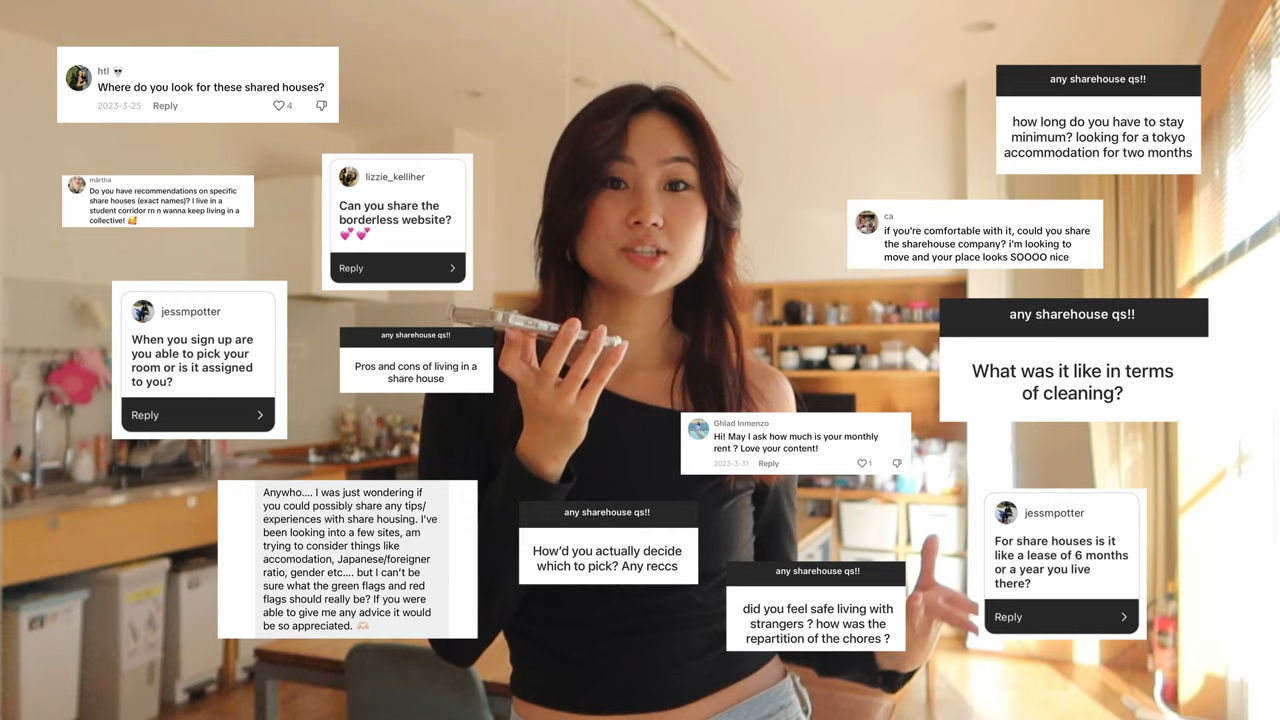 htl 💀
Where do you look for these shared houses?
2023-3-25 Reply 4
märtha
Do you have recommendations on specific
share houses (exact names)? I live in a
student corridor rn n wanna keep living in a
collective! 🥰
lizzie_kelliher
Can you share the
borderless website?
💕 💕
Reply
jessmpotter
When you sign up are
you able to pick your
room or is it assigned
to you?
Reply
any sharehouse qs!!
Pros and cons of living in a
share house
Anywho.... I was just wondering if
you could possibly share any tips/
experiences with share housing. I've
been looking into a few sites, am
trying to consider things like
accomodation, Japanese/foreigner
ratio, gender etc.... but I can't be
sure what the green flags and red
flags should really be? If you were
able to give me any advice it would
be so appreciated. 🫶🏻
any sharehouse qs!!
How'd you actually decide
which to pick? Any reccs
Ghlad Inmenzo
Hi! May I ask how much is your monthly
rent ? Love your content!
2023-3-31 Reply 1
any sharehouse qs!!
did you feel safe living with
strangers ? how was the
repartition of the chores ?
any sharehouse qs!!
how long do you have to stay
minimum? looking for a tokyo
accommodation for two months
ca
if you're comfortable with it, could you share
the sharehouse company? i'm looking to
move and your place looks SOOOO nice
any sharehouse qs!!
What was it like in terms
of cleaning?
jessmpotter
For share houses is it
like a lease of 6 months
or a year you live
there?
Reply